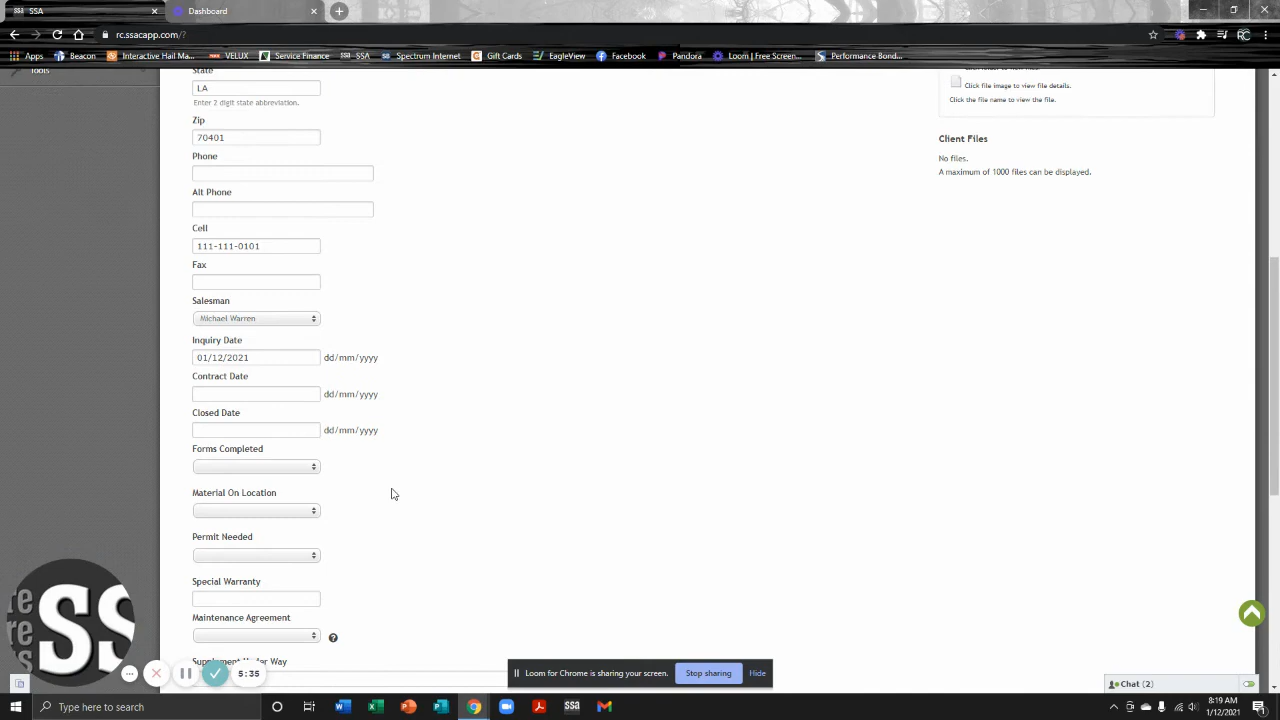 SSA
Dashboard
rc.ssacapp.com/?
Apps
Beacon
Interactive Hail Ma...
VELUX
Service Finance
SSA
Spectrum Internet
Gift Cards
EagleView
Facebook
Pandora
Loom | Free Screen...
Performance Bond...
Tools
State
LA
Enter 2 digit state abbreviation.
Zip
70401
Phone
Alt Phone
Cell
111-111-0101
Fax
Salesman
Michael Warren
Inquiry Date
01/12/2021 dd/mm/yyyy
Contract Date
dd/mm/yyyy
Closed Date
dd/mm/yyyy
Forms Completed
Material On Location
Permit Needed
Special Warranty
Maintenance Agreement
Click file image to view file details.
Click the file name to view the file.
Client Files
No files.
A maximum of 1000 files can be displayed.
5:35
Loom for Chrome is sharing your screen.
Stop sharing
Hide
Chat (2)
Type here to search
8:19 AM
1/12/2021